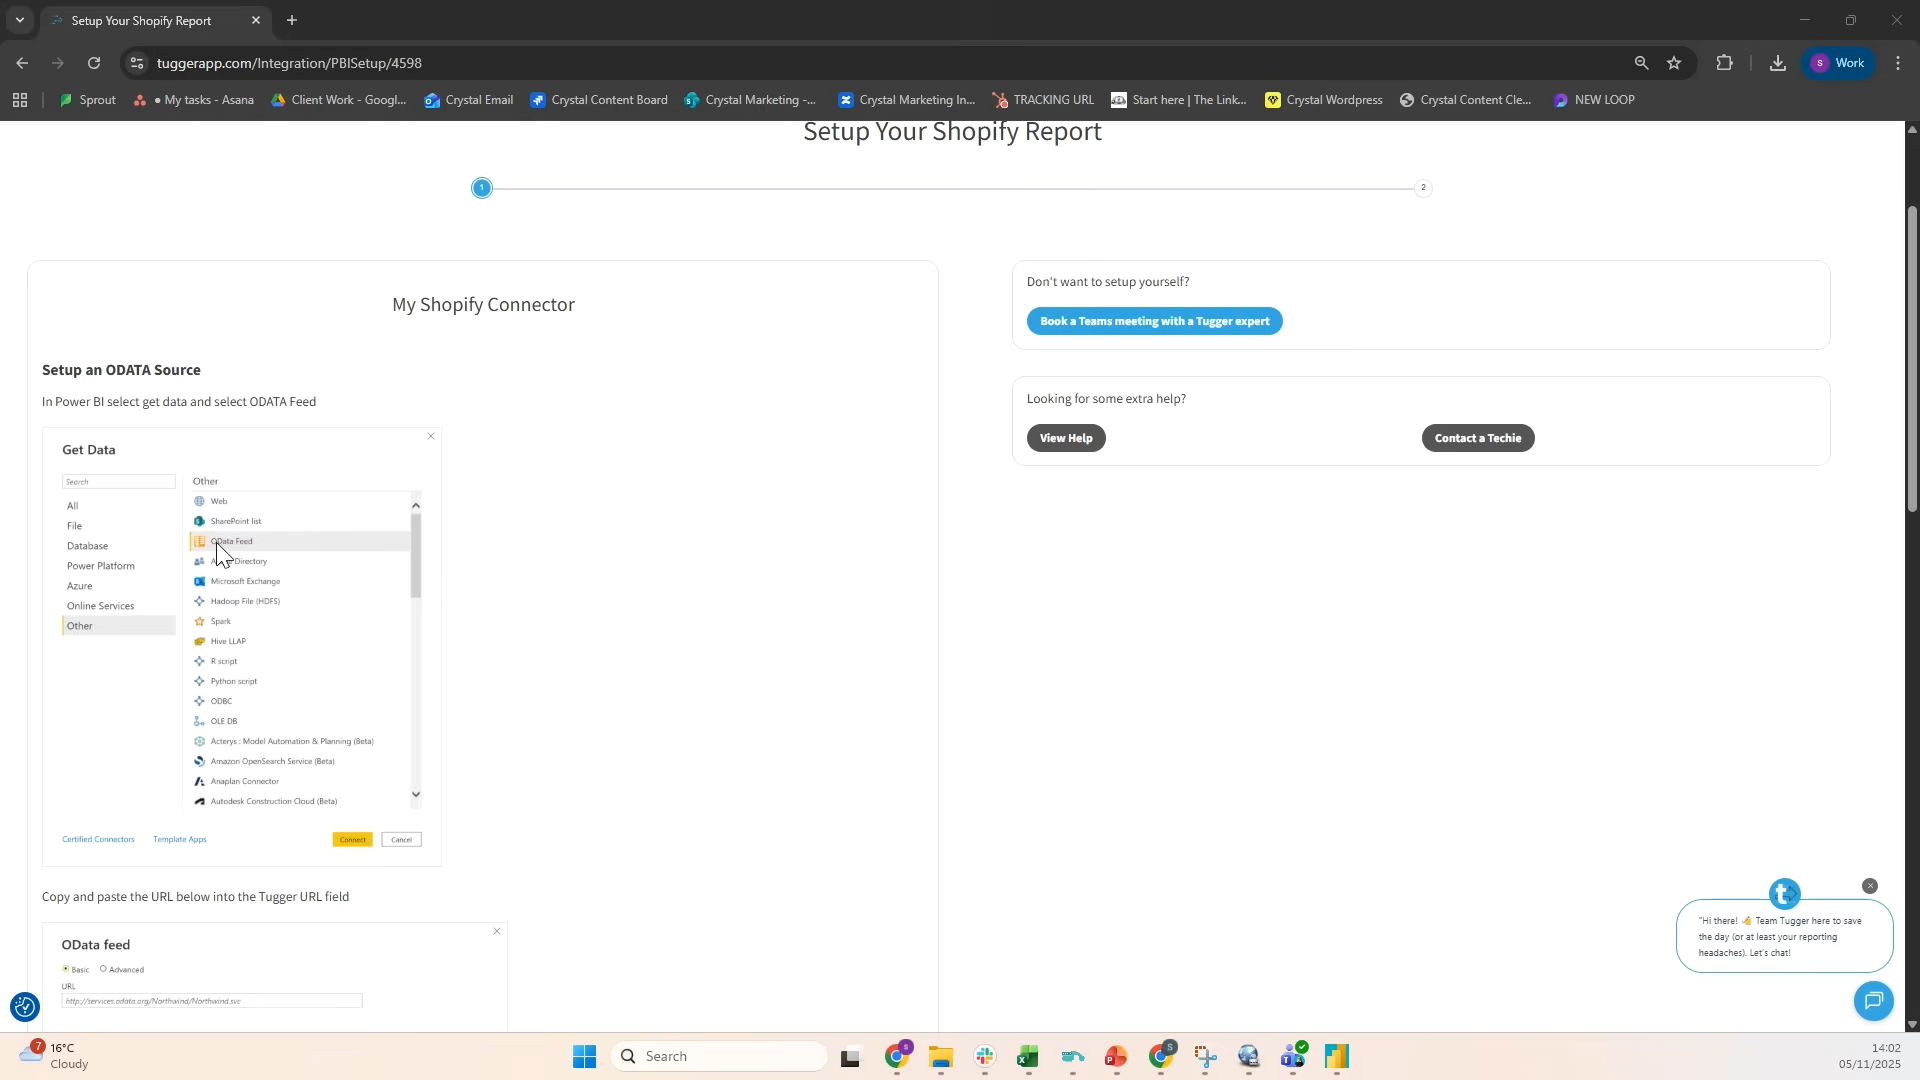 Setup Your Shopify Report
tuggerapp.com/Integration/PBISetup/4598
S Work
Sprout
• My tasks - Asana
Client Work - Googl...
Crystal Email
Crystal Content Board
Crystal Marketing -...
Crystal Marketing In...
TRACKING URL
Start here | The Link...
Crystal Wordpress
Crystal Content Cle...
NEW LOOP
Setup Your Shopify Report
1
2
My Shopify Connector
Setup an ODATA Source
In Power BI select get data and select ODATA Feed
Get Data
Search
All
File
Database
Power Platform
Azure
Online Services
Other
Other
Web
SharePoint list
OData Feed
Directory
Microsoft Exchange
Hadoop File (HDFS)
Spark
Hive LLAP
R script
Python script
ODBC
OLE DB
Acterys : Model Automation & Planning (Beta)
Amazon OpenSearch Service (Beta)
Anaplan Connector
Autodesk Construction Cloud (Beta)
Certified Connectors
Template Apps
Connect
Cancel
Copy and paste the URL below into the Tugger URL field
OData feed
Basic
Advanced
URL
http://services.odata.org/Northwind/Northwind.svc
Don't want to setup yourself?
Book a Teams meeting with a Tugger expert
Looking for some extra help?
View Help
Contact a Techie
t
"Hi there! 👋 Team Tugger here to save
the day (or at least your reporting
headaches). Let's chat!
7
16°C
Cloudy
Search
14:02
05/11/2025